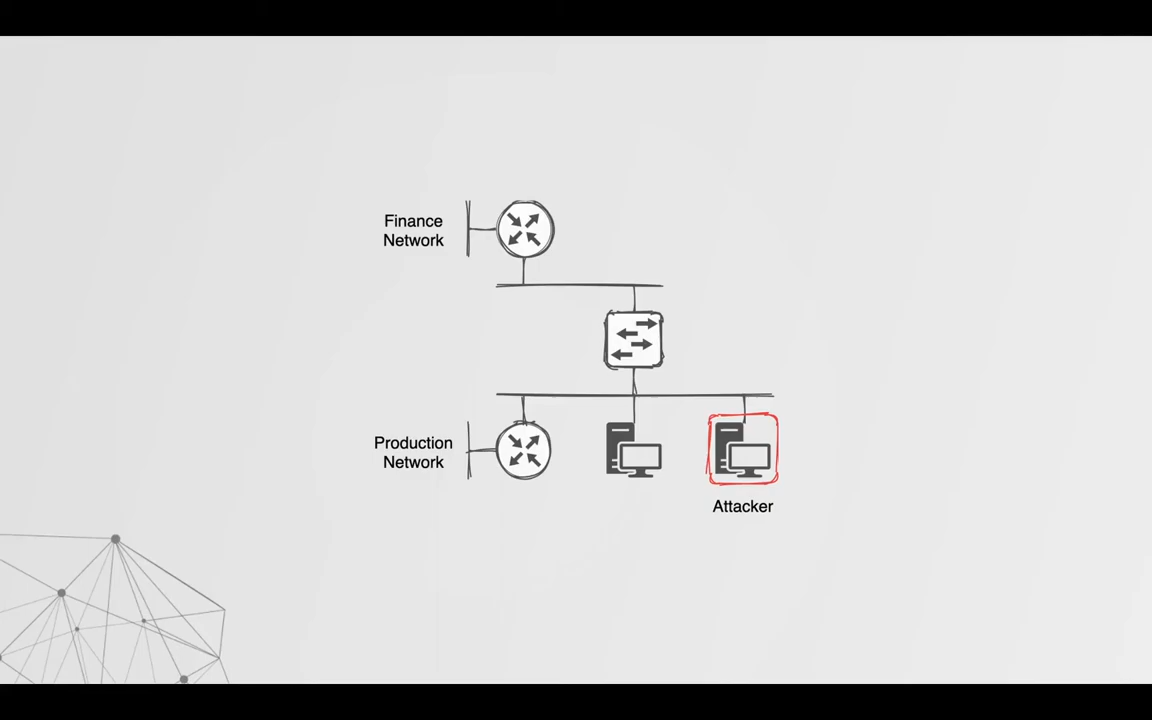 Finance
Network
Production
Network
Attacker